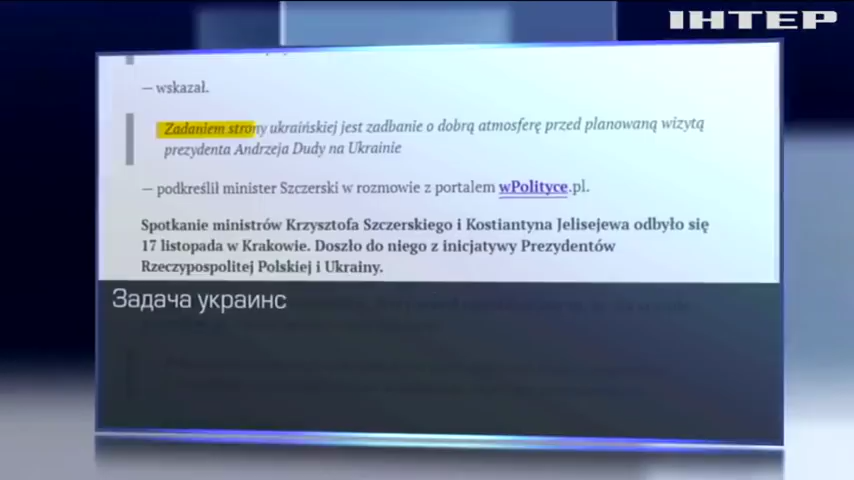 ІНТЕР
— wskazał.
Zadaniem strony ukraińskiej jest zadbanie o dobrą atmosferę przed planowaną wizytą
prezydenta Andrzeja Dudy na Ukrainie
— podkreślił minister Szczerski w rozmowie z portalem wPolityce.pl.
Spotkanie ministrów Krzysztofa Szczerskiego i Kostiantyna Jelisejewa odbyło się
17 listopada w Krakowie. Doszło do niego z inicjatywy Prezydentów
Rzeczypospolitej Polskiej i Ukrainy.
Задача украинс